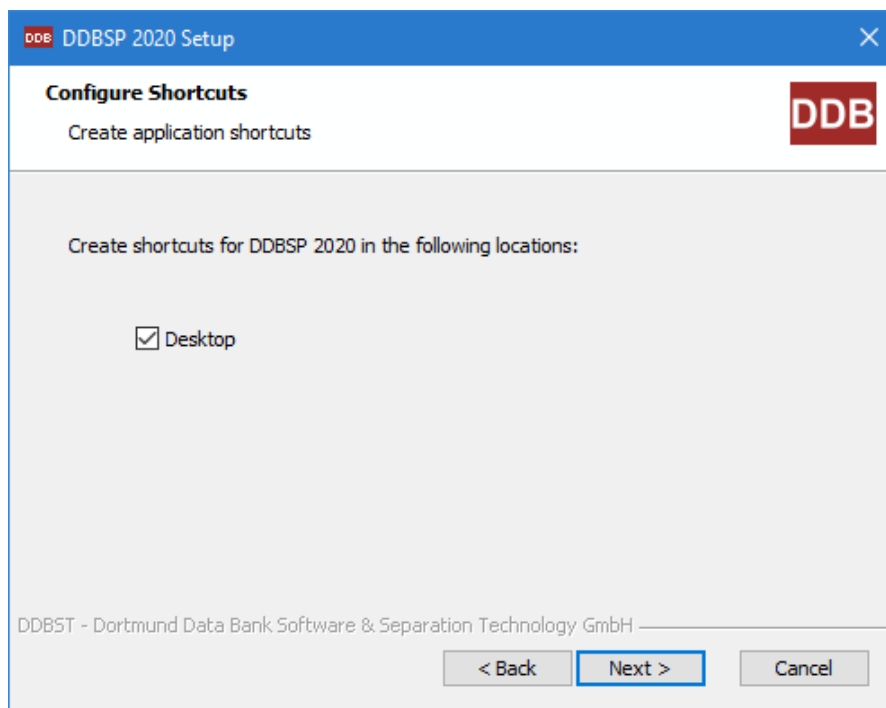 DDB DDBSP 2020 Setup
Configure Shortcuts
Create application shortcuts
DDB
Create shortcuts for DDBSP 2020 in the following locations:
Desktop
DDBST - Dortmund Data Bank Software & Separation Technology GmbH
< Back Next > Cancel